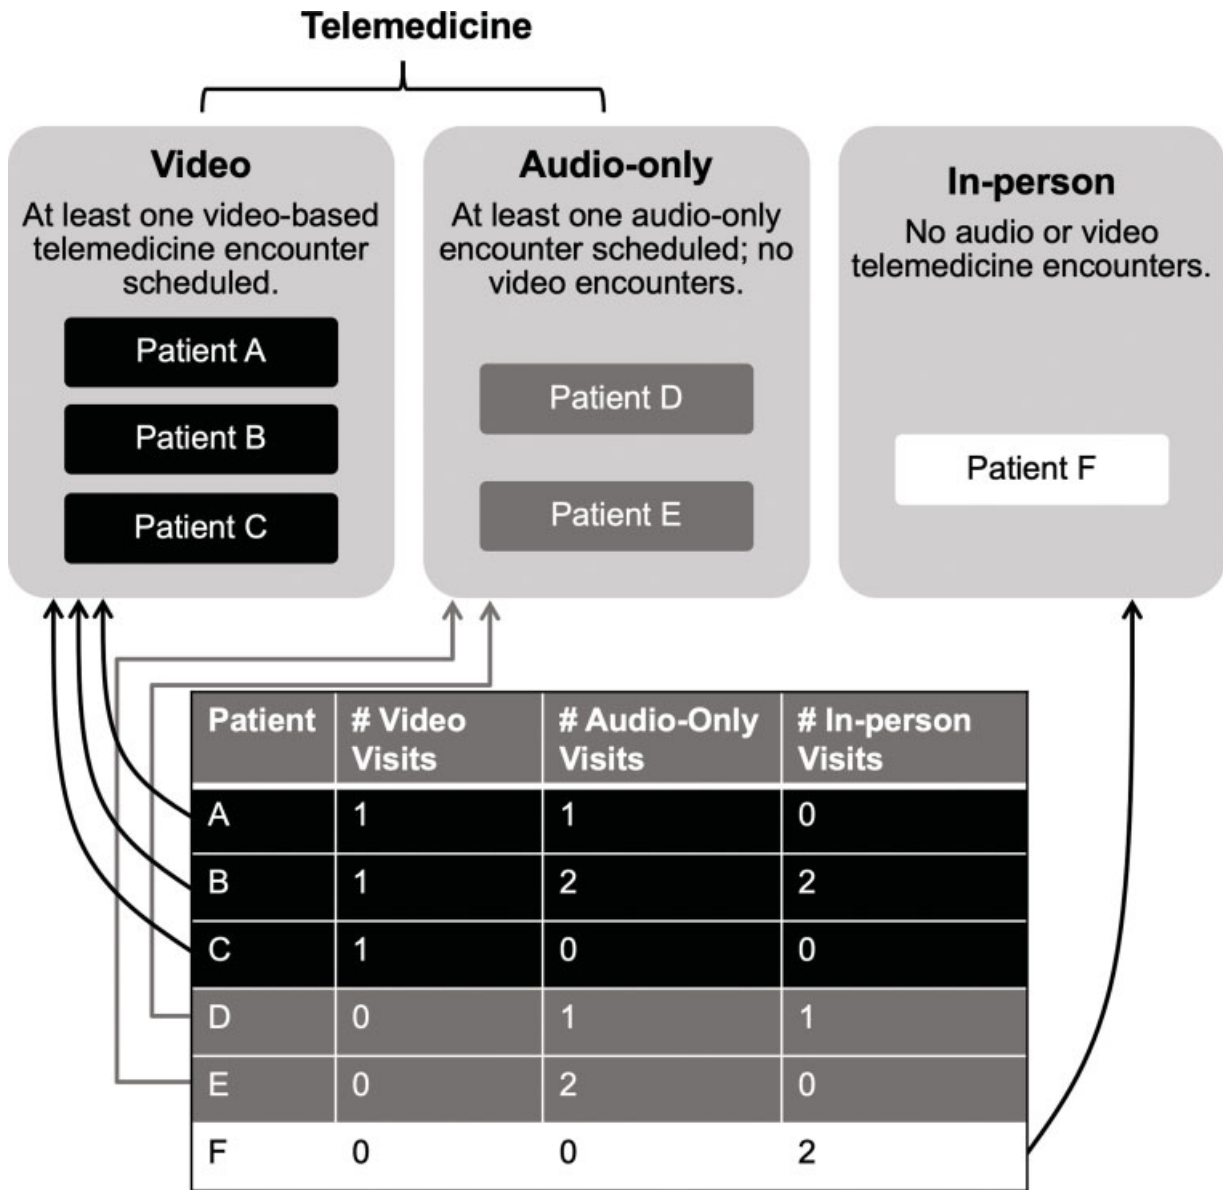 Telemedicine
Video
At least one video-based
telemedicine encounter
scheduled.
Patient A
Patient B
Patient C
Audio-only
At least one audio-only
encounter scheduled; no
video encounters.
Patient D
Patient E
In-person
No audio or video
telemedicine encounters.
Patient F
Patient # Video Visits # Audio-Only Visits # In-person Visits
A 1 1 0
B 1 2 2
C 1 0 0
D 0 1 1
E 0 2 0
F 0 0 2